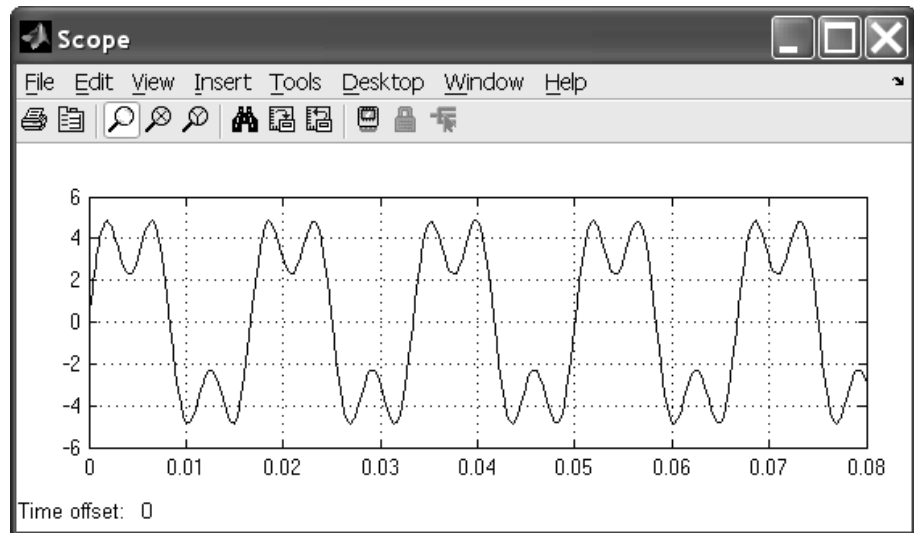 Scope
File Edit View Insert Tools Desktop Window Help
6
4
2
0
-2
-4
-6
0 0.01 0.02 0.03 0.04 0.05 0.06 0.07 0.08
Time offset: 0